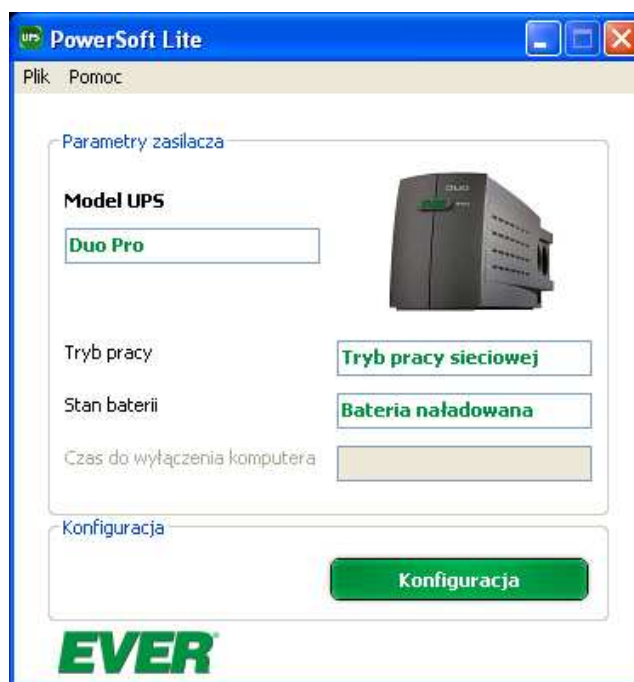 UPS PowerSoft Lite
Plik Pomoc
Parametry zasilacza
Model UPS
Duo Pro
DUO
EVER
Tryb pracy
Tryb pracy sieciowej
Stan baterii
Bateria naładowana
Czas do wyłączenia komputera
Konfiguracja
Konfiguracja
EVER